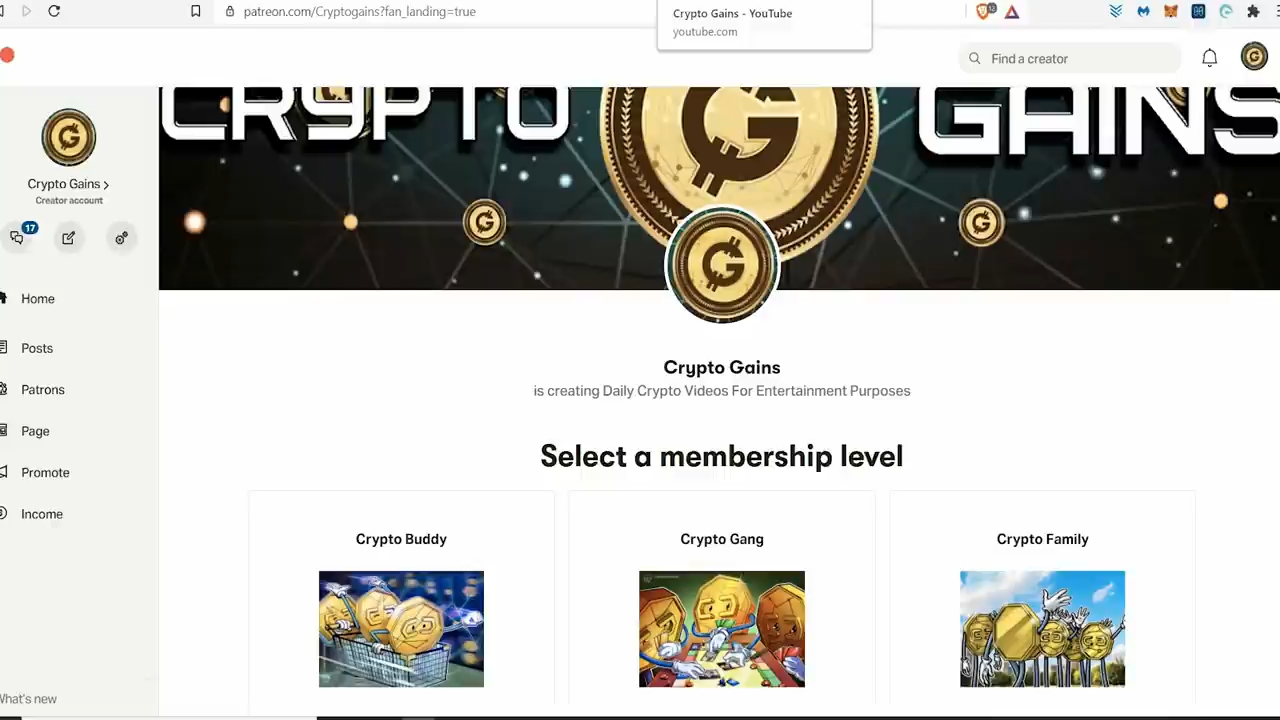 patreon.com/Cryptogains?fan_landing=true
Crypto Gains - YouTube
youtube.com
Find a creator
CRYPTO GAINS
Crypto Gains
Creator account
17
Home
Posts
Patrons
Page
Promote
Income
What's new
Crypto Gains
is creating Daily Crypto Videos For Entertainment Purposes
Select a membership level
Crypto Buddy
Crypto Gang
Crypto Family